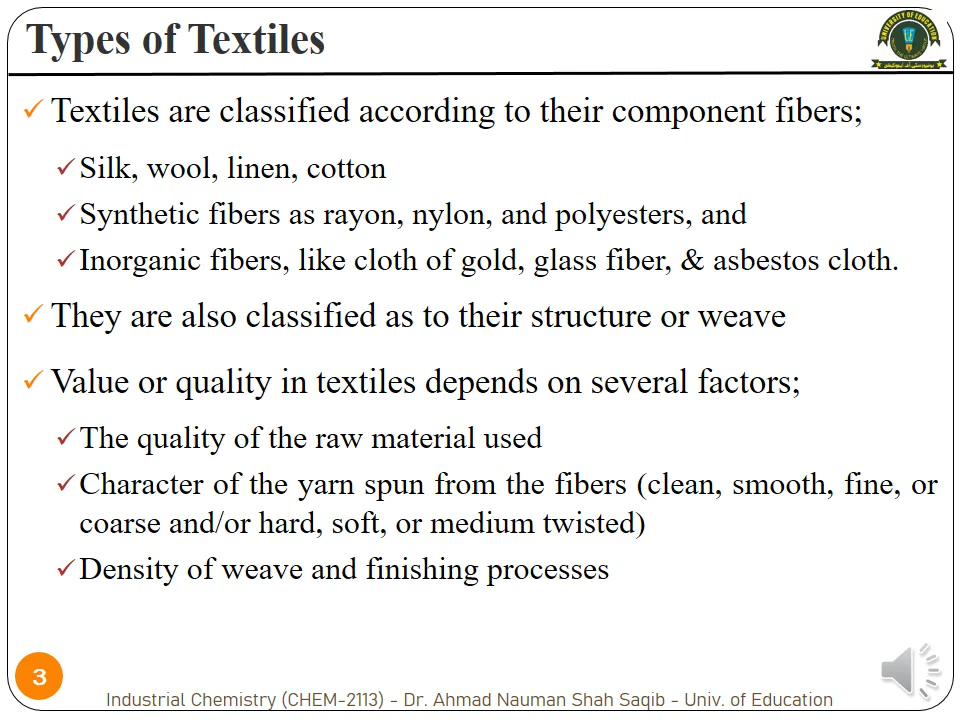 Types of Textiles
UNIVERSITY OF EDUCATION
Textiles are classified according to their component fibers;
Silk, wool, linen, cotton
Synthetic fibers as rayon, nylon, and polyesters, and
Inorganic fibers, like cloth of gold, glass fiber, & asbestos cloth.
They are also classified as to their structure or weave
Value or quality in textiles depends on several factors;
The quality of the raw material used
Character of the yarn spun from the fibers (clean, smooth, fine, or
coarse and/or hard, soft, or medium twisted)
Density of weave and finishing processes
3
Industrial Chemistry (CHEM-2113) - Dr. Ahmad Nauman Shah Saqib - Univ. of Education